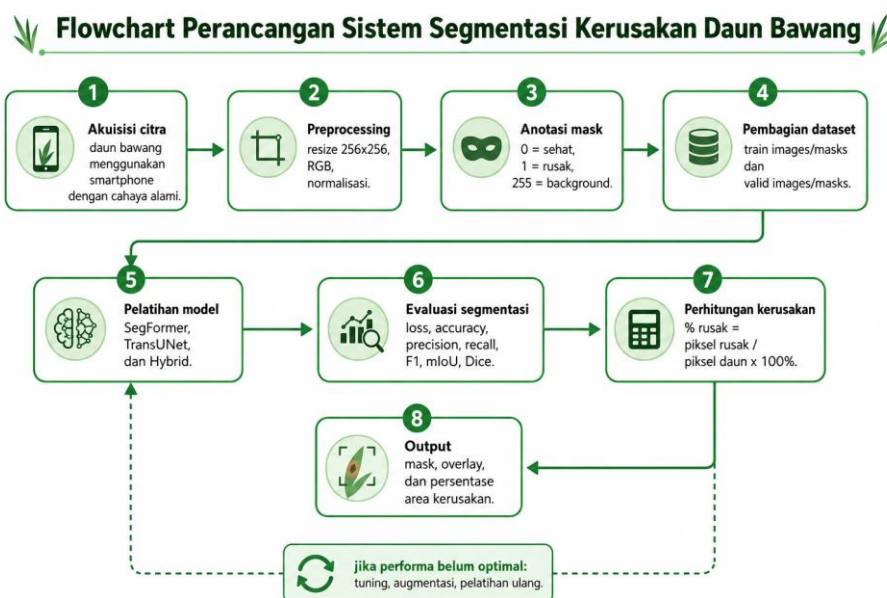 Flowchart Perancangan Sistem Segmentasi Kerusakan Daun Bawang
1
Akuisisi citra
daun bawang
menggunakan
smartphone
dengan cahaya alami.
2
Preprocessing
resize 256x256,
RGB,
normalisasi.
3
Anotasi mask
0 = sehat,
1 = rusak,
255 = background.
4
Pembagian dataset
train images/masks
dan
valid images/masks.
5
Pelatihan model
SegFormer,
TransUNet,
dan Hybrid.
6
Evaluasi segmentasi
loss, accuracy,
precision, recall,
F1, mIoU, Dice.
7
Perhitungan kerusakan
% rusak =
piksel rusak /
piksel daun x 100%.
8
Output
mask, overlay,
dan persentase
area kerusakan.
jika performa belum optimal:
tuning, augmentasi, pelatihan ulang.